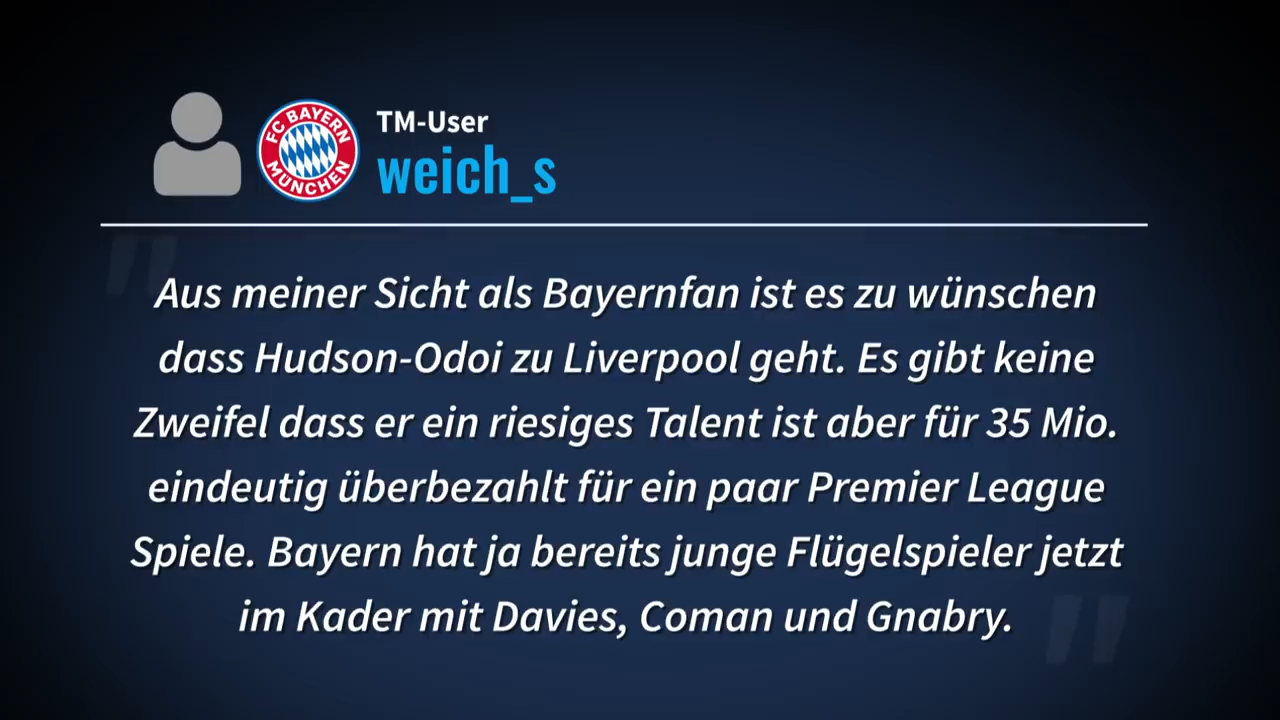 FC BAYERN
MÜNCHEN
TM-User
weich_s
"
Aus meiner Sicht als Bayernfan ist es zu wünschen
dass Hudson-Odoi zu Liverpool geht. Es gibt keine
Zweifel dass er ein riesiges Talent ist aber für 35 Mio.
eindeutig überbezahlt für ein paar Premier League
Spiele. Bayern hat ja bereits junge Flügelspieler jetzt
im Kader mit Davies, Coman und Gnabry.
"